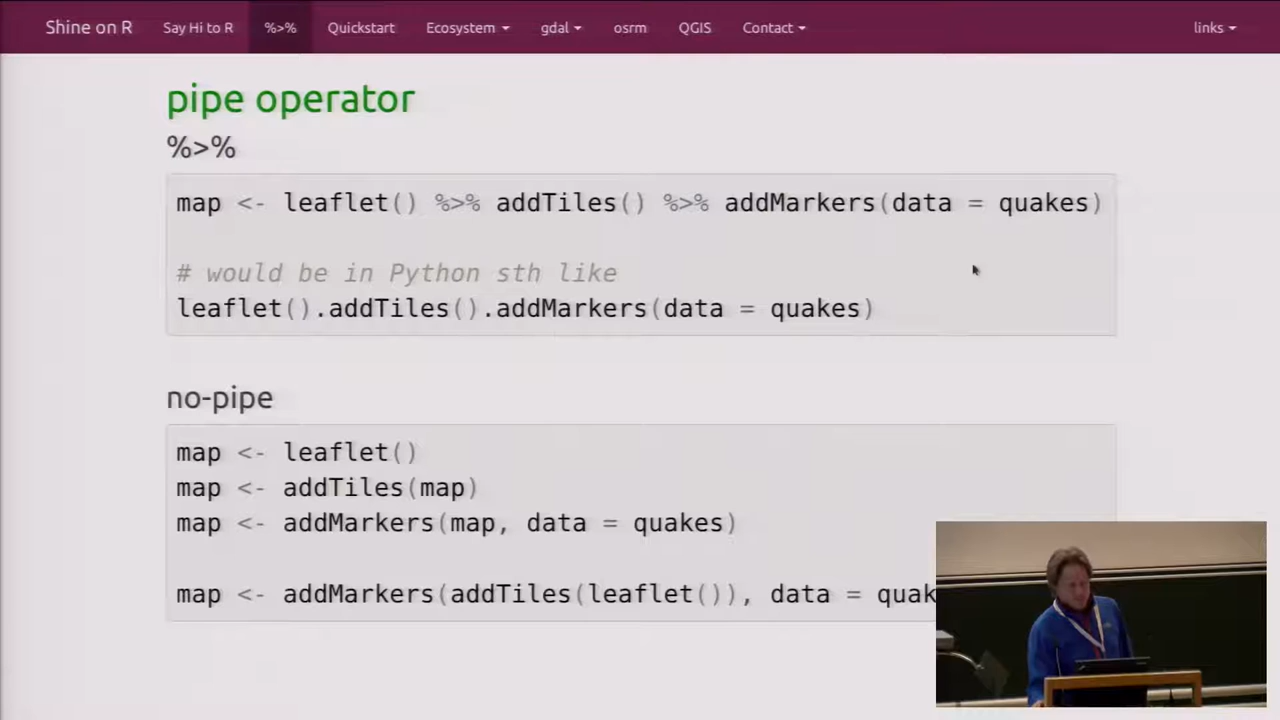 Shine on R Say Hi to R %>% Quickstart Ecosystem gdal osrm QGIS Contact links
pipe operator
%>%
map <- leaflet() %>% addTiles() %>% addMarkers(data = quakes)
# would be in Python sth like
leaflet().addTiles().addMarkers(data = quakes)
no-pipe
map <- leaflet()
map <- addTiles(map)
map <- addMarkers(map, data = quakes)
map <- addMarkers(addTiles(leaflet()), data = quak